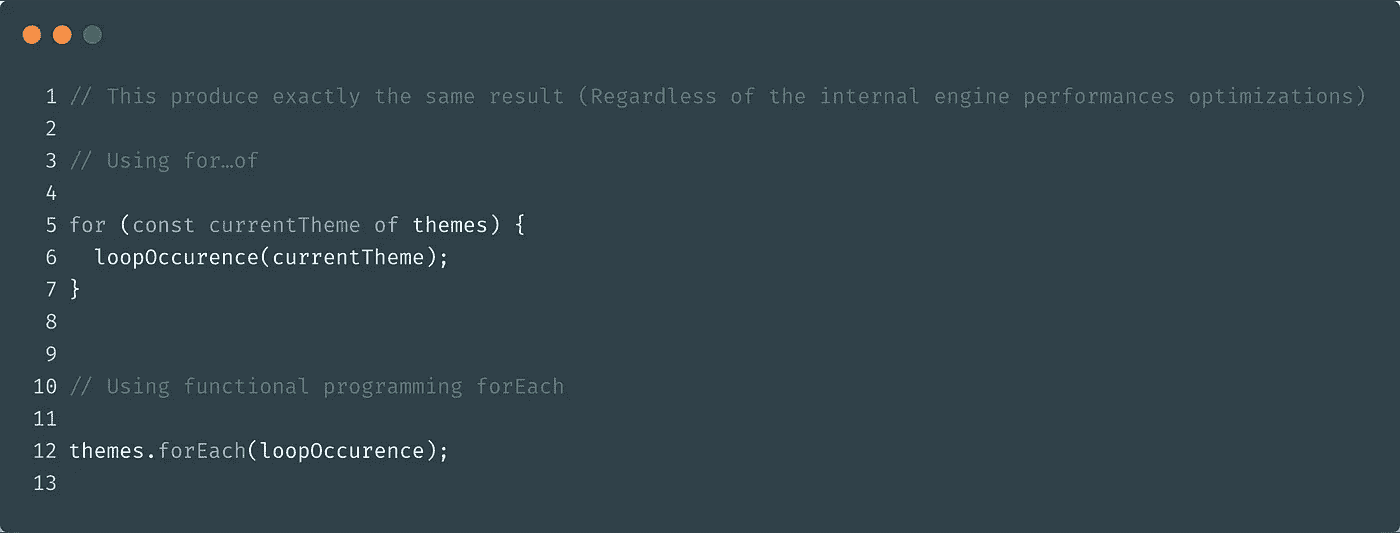 1 // This produce exactly the same result (Regardless of the internal engine performances optimizations)
2
3 // Using for…of
4
5 for (const currentTheme of themes) {
6   loopOccurence(currentTheme);
7 }
8
9
10 // Using functional programming forEach
11
12 themes.forEach(loopOccurence);
13